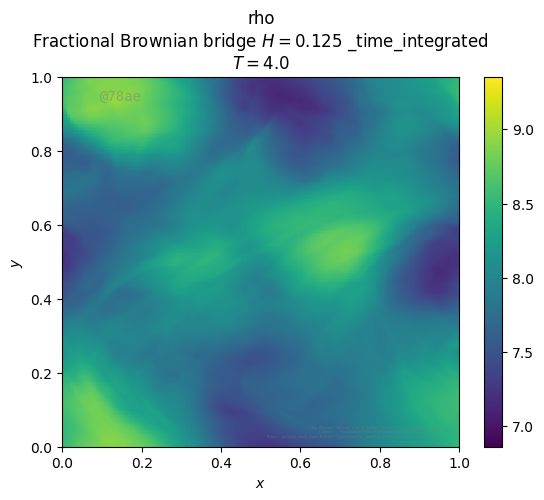 rho
Fractional Brownian bridge H = 0.125 _time_integrated
T = 4.0
@78ae
1.0
0.8
0.6
0.4
0.2
0.0
y
0.0 0.2 0.4 0.6 0.8 1.0
x
9.0
8.5
8.0
7.5
7.0